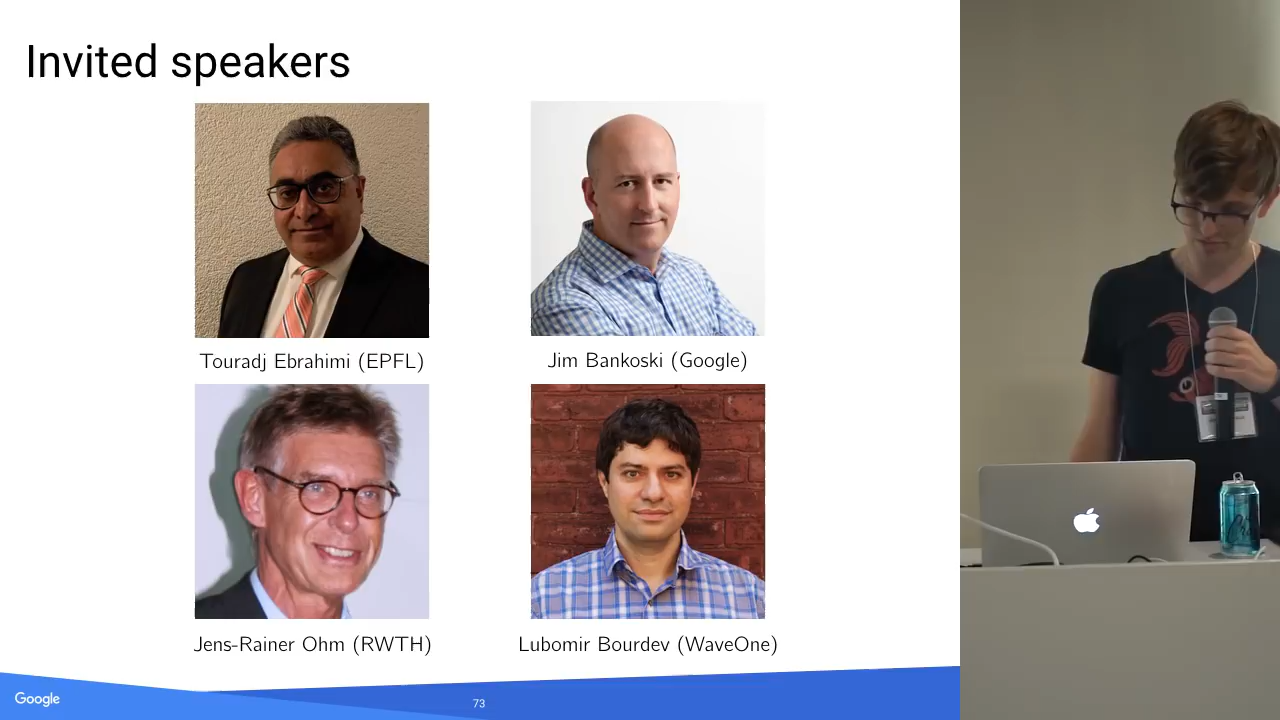 Invited speakers
Touradj Ebrahimi (EPFL)
Jim Bankoski (Google)
Jens-Rainer Ohm (RWTH)
Lubomir Bourdev (WaveOne)
Google
73